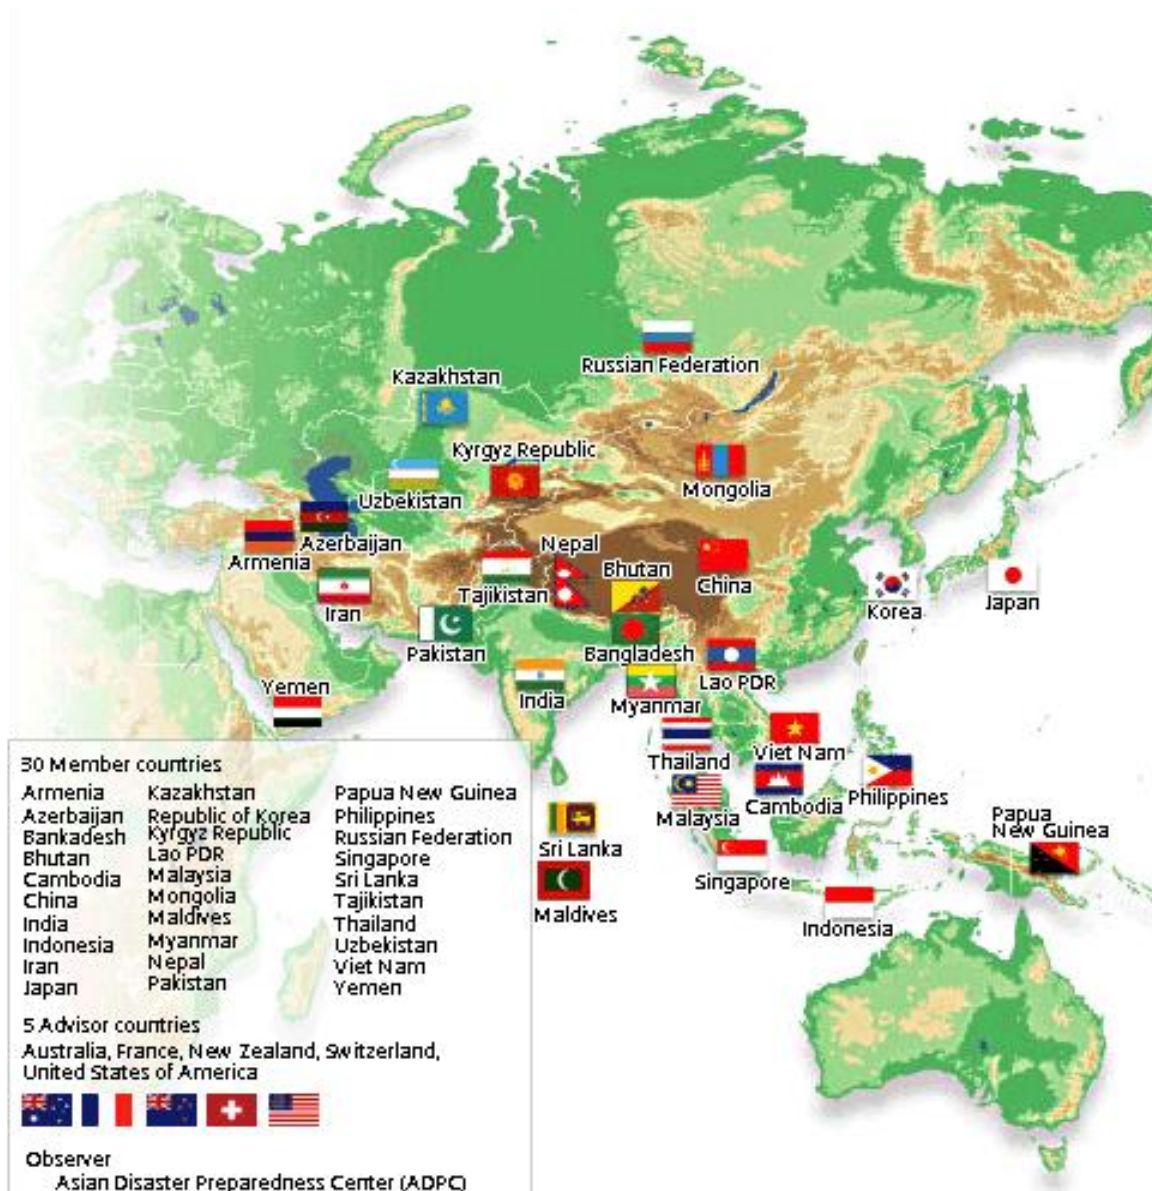 Russian Federation
Kazakhstan
Kyrgyz Republic
Mongolia
Uzbekistan
Azerbaijan
Armenia
Nepal
Bhutan
China
Tajikistan
Iran
Korea
Japan
Pakistan
Bangladesh
Lao PDR
India
Myanmar
Yemen
Thailand
Viet Nam
Cambodia
Philippines
Malaysia
Papua
New Guinea
Sri Lanka
Singapore
Maldives
Indonesia
30 Member countries
Armenia Kazakhstan Papua New Guinea
Azerbaijan Republic of Korea Philippines
Bankadesh Kyrgyz Republic Russian Federation
Bhutan Lao PDR Singapore
Cambodia Malaysia Sri Lanka
China Mongolia Tajikistan
India Maldives Thailand
Indonesia Myanmar Uzbekistan
Iran Nepal Viet Nam
Japan Pakistan Yemen
5 Advisor countries
Australia, France, New Zealand, Switzerland,
United States of America
Observer
Asian Disaster Preparedness Center (ADPC)